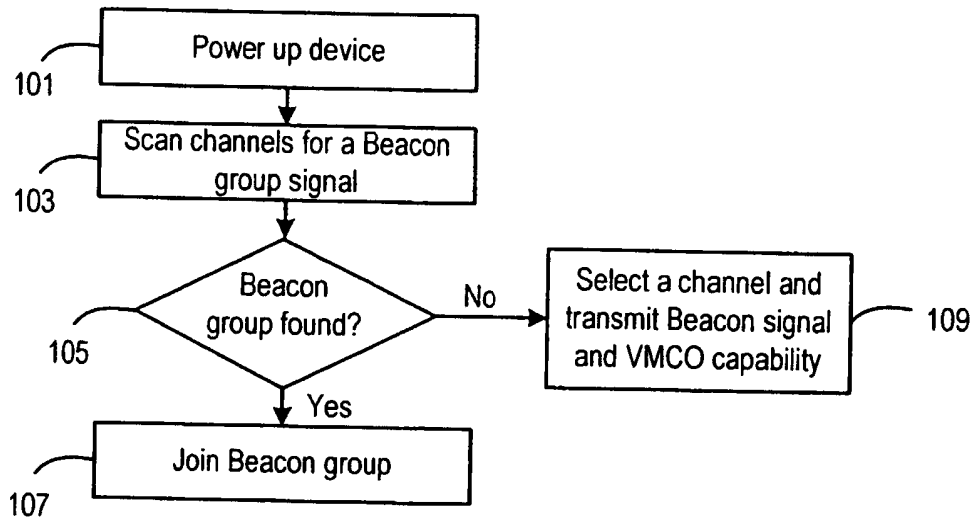 Power up device
101
Scan channels for a Beacon
group signal
103
Beacon
group found?
105
No
Select a channel and
transmit Beacon signal
and VMCO capability
109
Yes
Join Beacon group
107